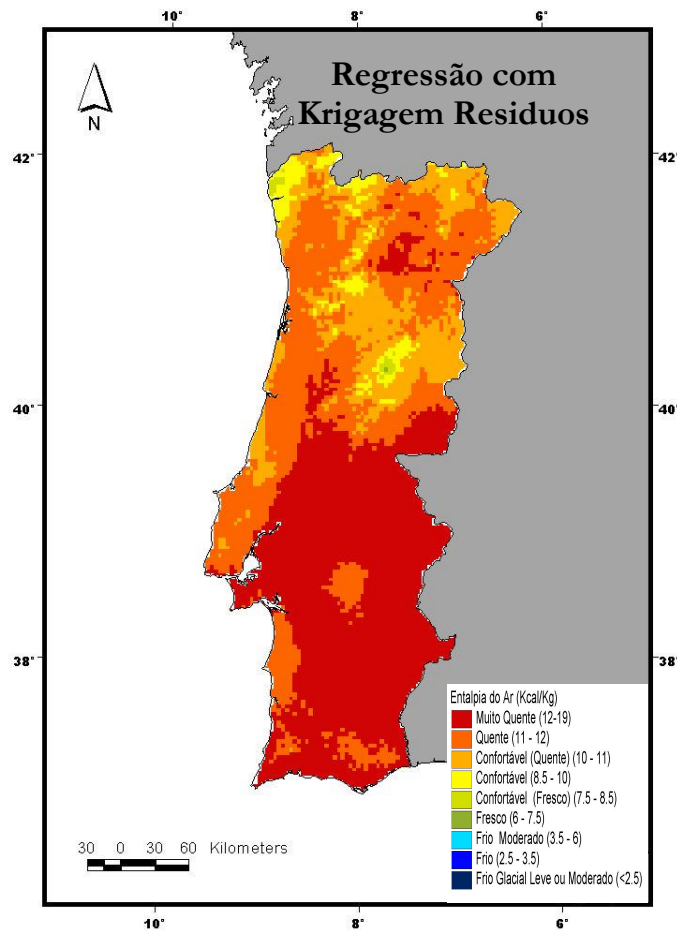 10° 8° 6°
Regressão com
Krigagem Residuos
N
42° 42°
40° 40°
38° 38°
Entalpia do Ar (Kcal/Kg)
Muito Quente (12-19)
Quente (11 - 12)
Confortável (Quente) (10 - 11)
Confortável (8.5 - 10)
Confortável (Fresco) (7.5 - 8.5)
Fresco (6 - 7.5)
Frio Moderado (3.5 - 6)
Frio (2.5 - 3.5)
Frio Glacial Leve ou Moderado (<2.5)
30 0 30 60 Kilometers
10° 8° 6°